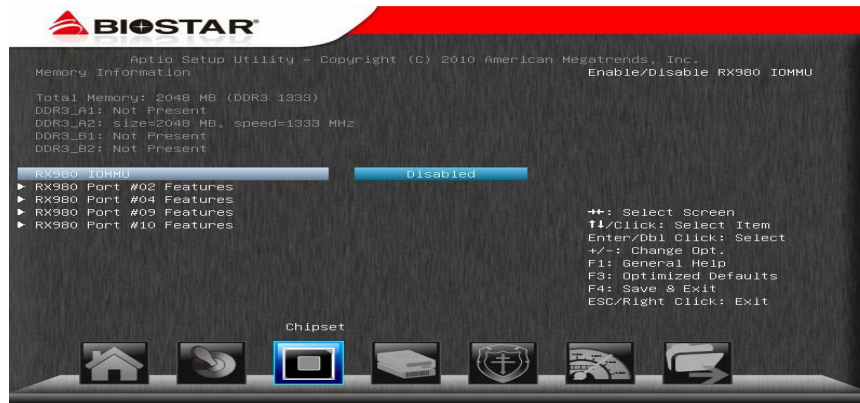 BIOSTAR
Aptio Setup Utility – Copyright (C) 2010 American Megatrends, Inc.
Memory Information
Total Memory: 2048 MB (DDR3 1333)
DDR3_A1: Not Present
DDR3_A2: size=2048 MB, speed=1333 MHz
DDR3_B1: Not Present
DDR3_B2: Not Present
RX980 IOMMU Disabled
► RX980 Port #02 Features
► RX980 Port #04 Features
► RX980 Port #09 Features
► RX980 Port #10 Features
Enable/Disable RX980 IOMMU
→←: Select Screen
↑↓/Click: Select Item
Enter/Dbl Click: Select
+/-: Change Opt.
F1: General Help
F3: Optimized Defaults
F4: Save & Exit
ESC/Right Click: Exit
Chipset